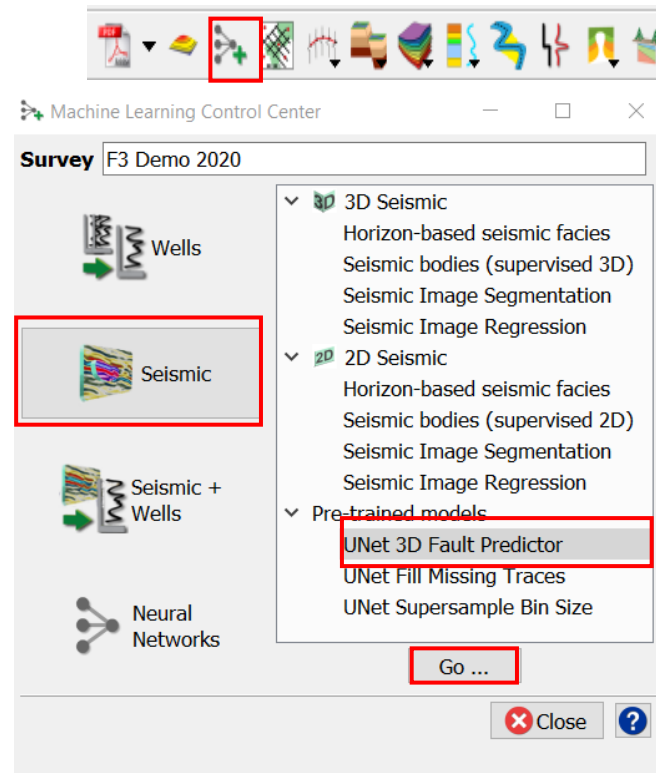 PDF
Machine Learning Control Center
Survey F3 Demo 2020
Wells
Seismic
Seismic +
Wells
Neural
Networks
3D 3D Seismic
Horizon-based seismic facies
Seismic bodies (supervised 3D)
Seismic Image Segmentation
Seismic Image Regression
2D 2D Seismic
Horizon-based seismic facies
Seismic bodies (supervised 2D)
Seismic Image Segmentation
Seismic Image Regression
Pre-trained models
UNet 3D Fault Predictor
UNet Fill Missing Traces
UNet Supersample Bin Size
Go ...
Close ?